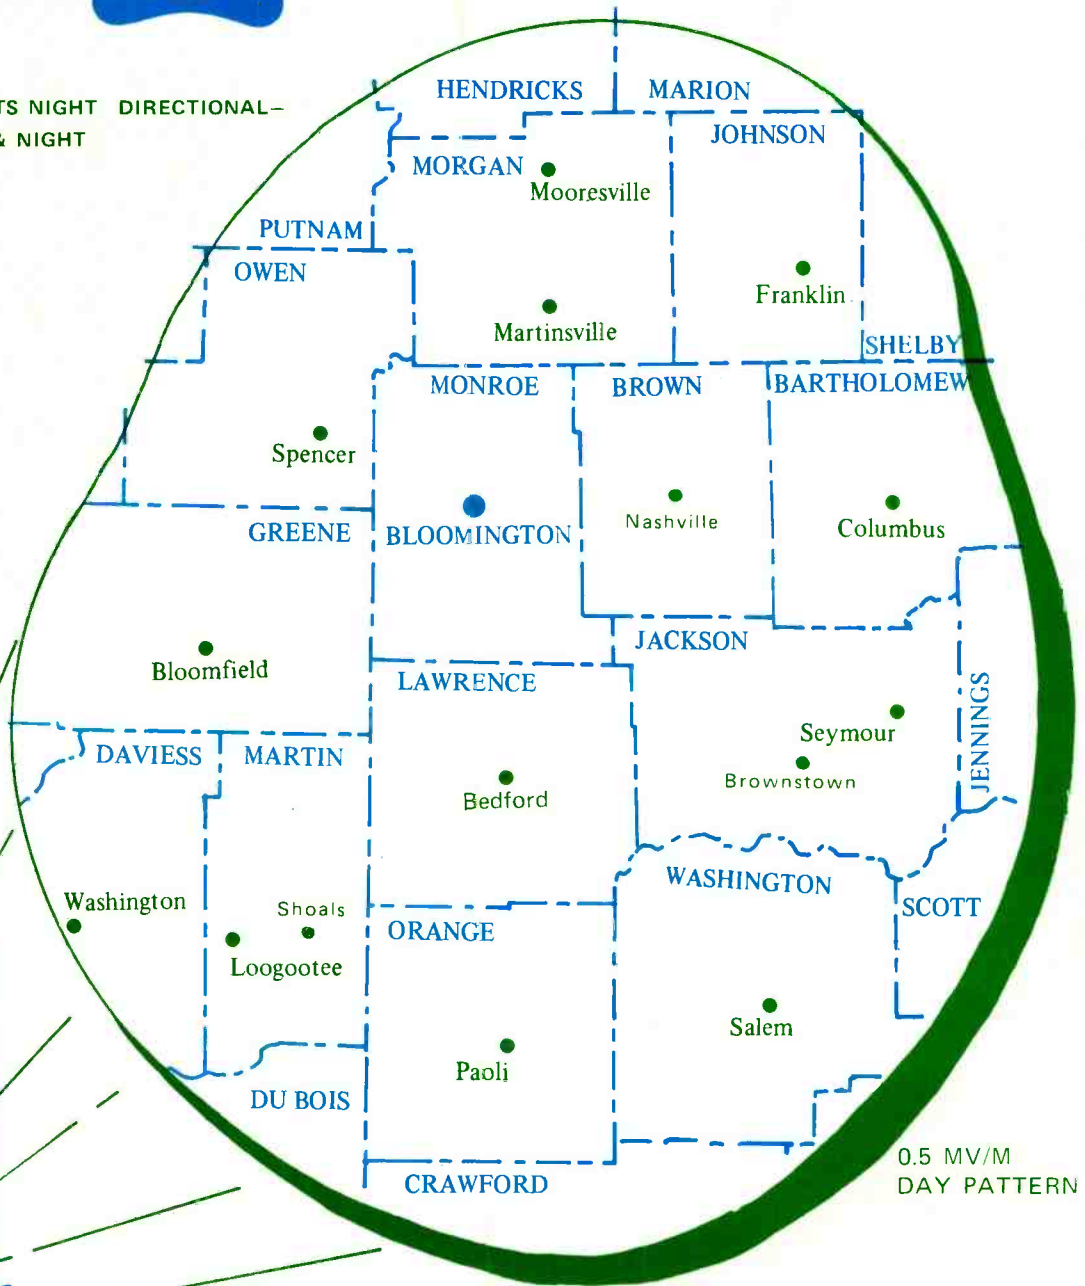 TS NIGHT DIRECTIONAL–
& NIGHT
HENDRICKS
MARION
JOHNSON
MORGAN
Mooresville
PUTNAM
OWEN
Franklin
Martinsville
SHELBY
MONROE
BROWN
BARTHOLOMEW
Spencer
GREENE
BLOOMINGTON
Nashville
Columbus
JACKSON
Bloomfield
LAWRENCE
JENNINGS
Seymour
DAVIESS
MARTIN
Brownstown
Bedford
WASHINGTON
Washington
Shoals
SCOTT
ORANGE
Loogootee
Salem
Paoli
DU BOIS
0.5 MV/M
DAY PATTERN
CRAWFORD